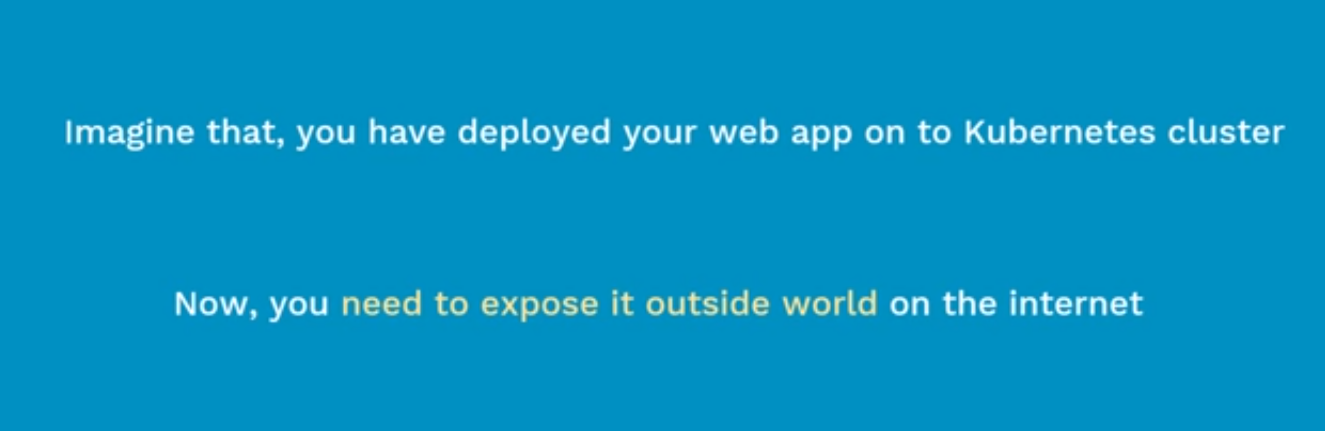 Imagine that, you have deployed your web app on to Kubernetes cluster
Now, you need to expose it outside world on the internet